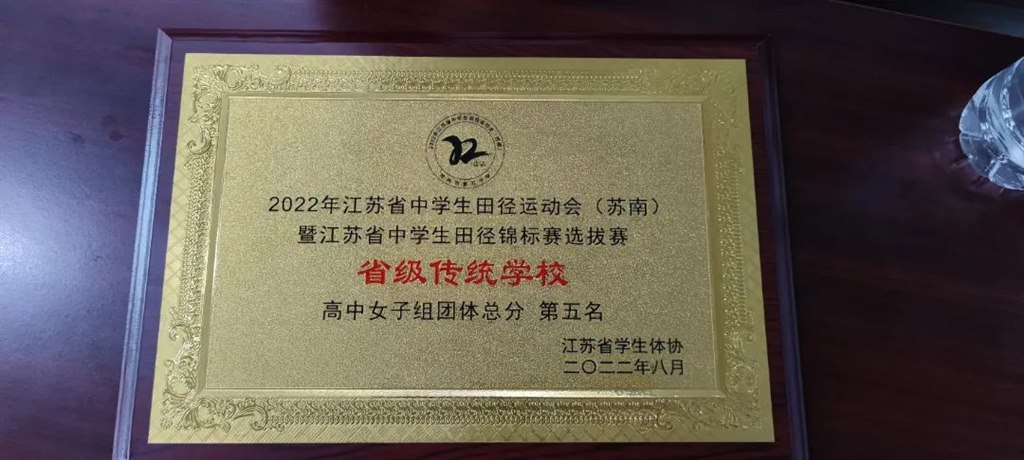 2022年江苏省中学生田径运动会（苏南）
暨江苏省中学生田径锦标赛选拔赛
省级传统学校
高中女子组团体总分 第五名
江苏省学生体协
二〇二二年八月